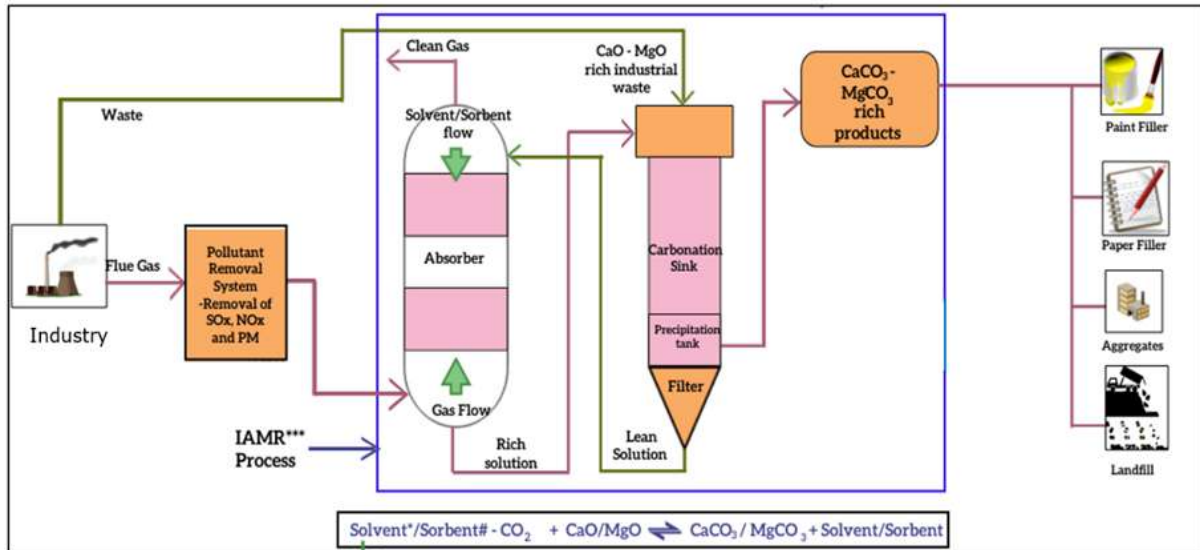 Clean Gas
CaO - MgO
rich industrial
waste
CaCO₃ -
MgCO₃
rich
products
Waste
Solvent/Sorbent
flow
Paint Filler
Pollutant
Removal
System
-Removal of
SOx, NOx
and PM
Flue Gas
Absorber
Carbonation
Sink
Paper Filler
Industry
Precipitation
tank
Aggregates
Filter
Gas Flow
IAMR***
Process
Rich
solution
Lean
Solution
Landfill
Solvent*/Sorbent# - CO₂ + CaO/MgO ⇌ CaCO₃ / MgCO₃ + Solvent/Sorbent